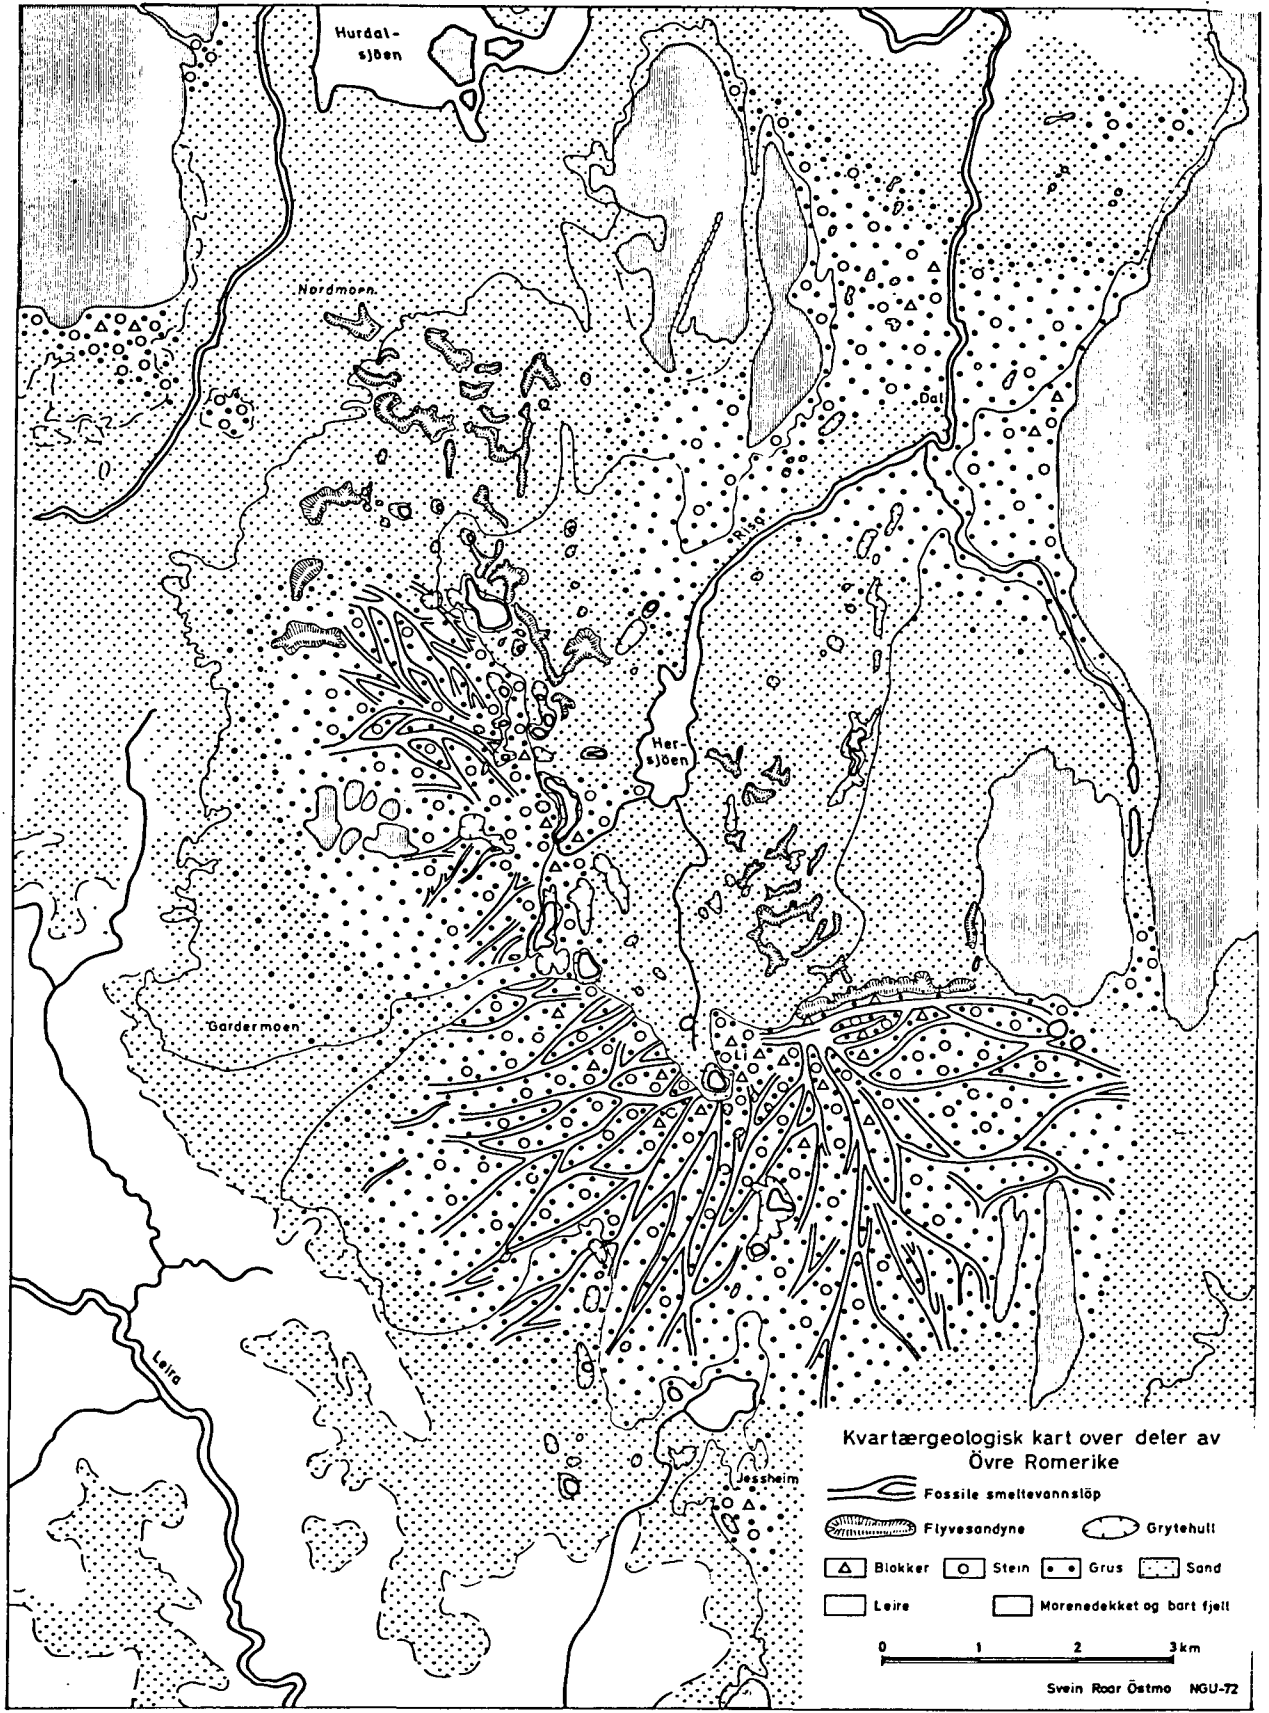 Hurdal-
sjöen
Nordmoen
Dal
Risa
Her-
sjöen
Gardermoen
Li
Leira
Jessheim
Kvartærgeologisk kart over deler av
Övre Romerike
Fossile smeltevannslöp
Flyvesandyne
Grytehull
Blokker
Stein
Grus
Sand
Leire
Morenedekket og bart fjell
0 1 2 3 km
Svein Roar Östmo NGU-72